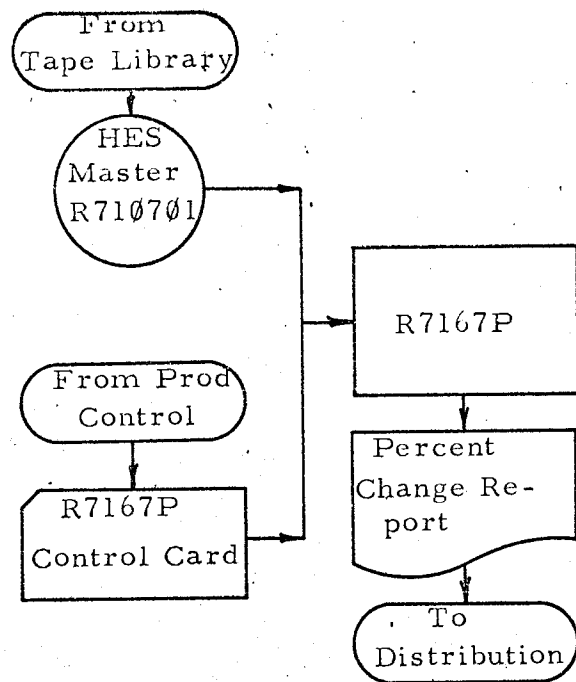 From
Tape Library
HES
Master
R71Ø7Ø1
R7167P
From Prod
Control
Percent
Change Re-
port
R7167P
Control Card
To
Distribution